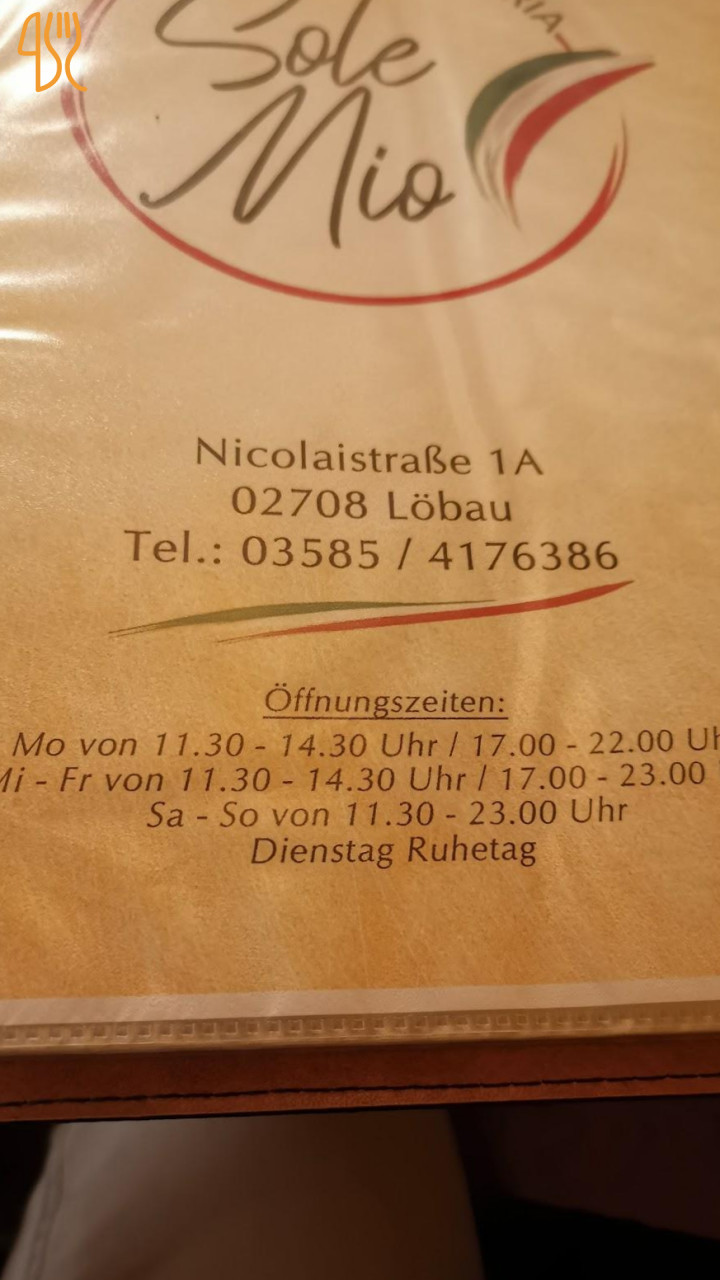 Sole
Mio
Nicolaistraße 1A
02708 Löbau
Tel.: 03585 / 4176386
Öffnungszeiten:
Mo von 11.30 - 14.30 Uhr / 17.00 - 22.00
Mi - Fr von 11.30 - 14.30 Uhr / 17.00 - 23.00
Sa - So von 11.30 - 23.00 Uhr
Dienstag Ruhetag